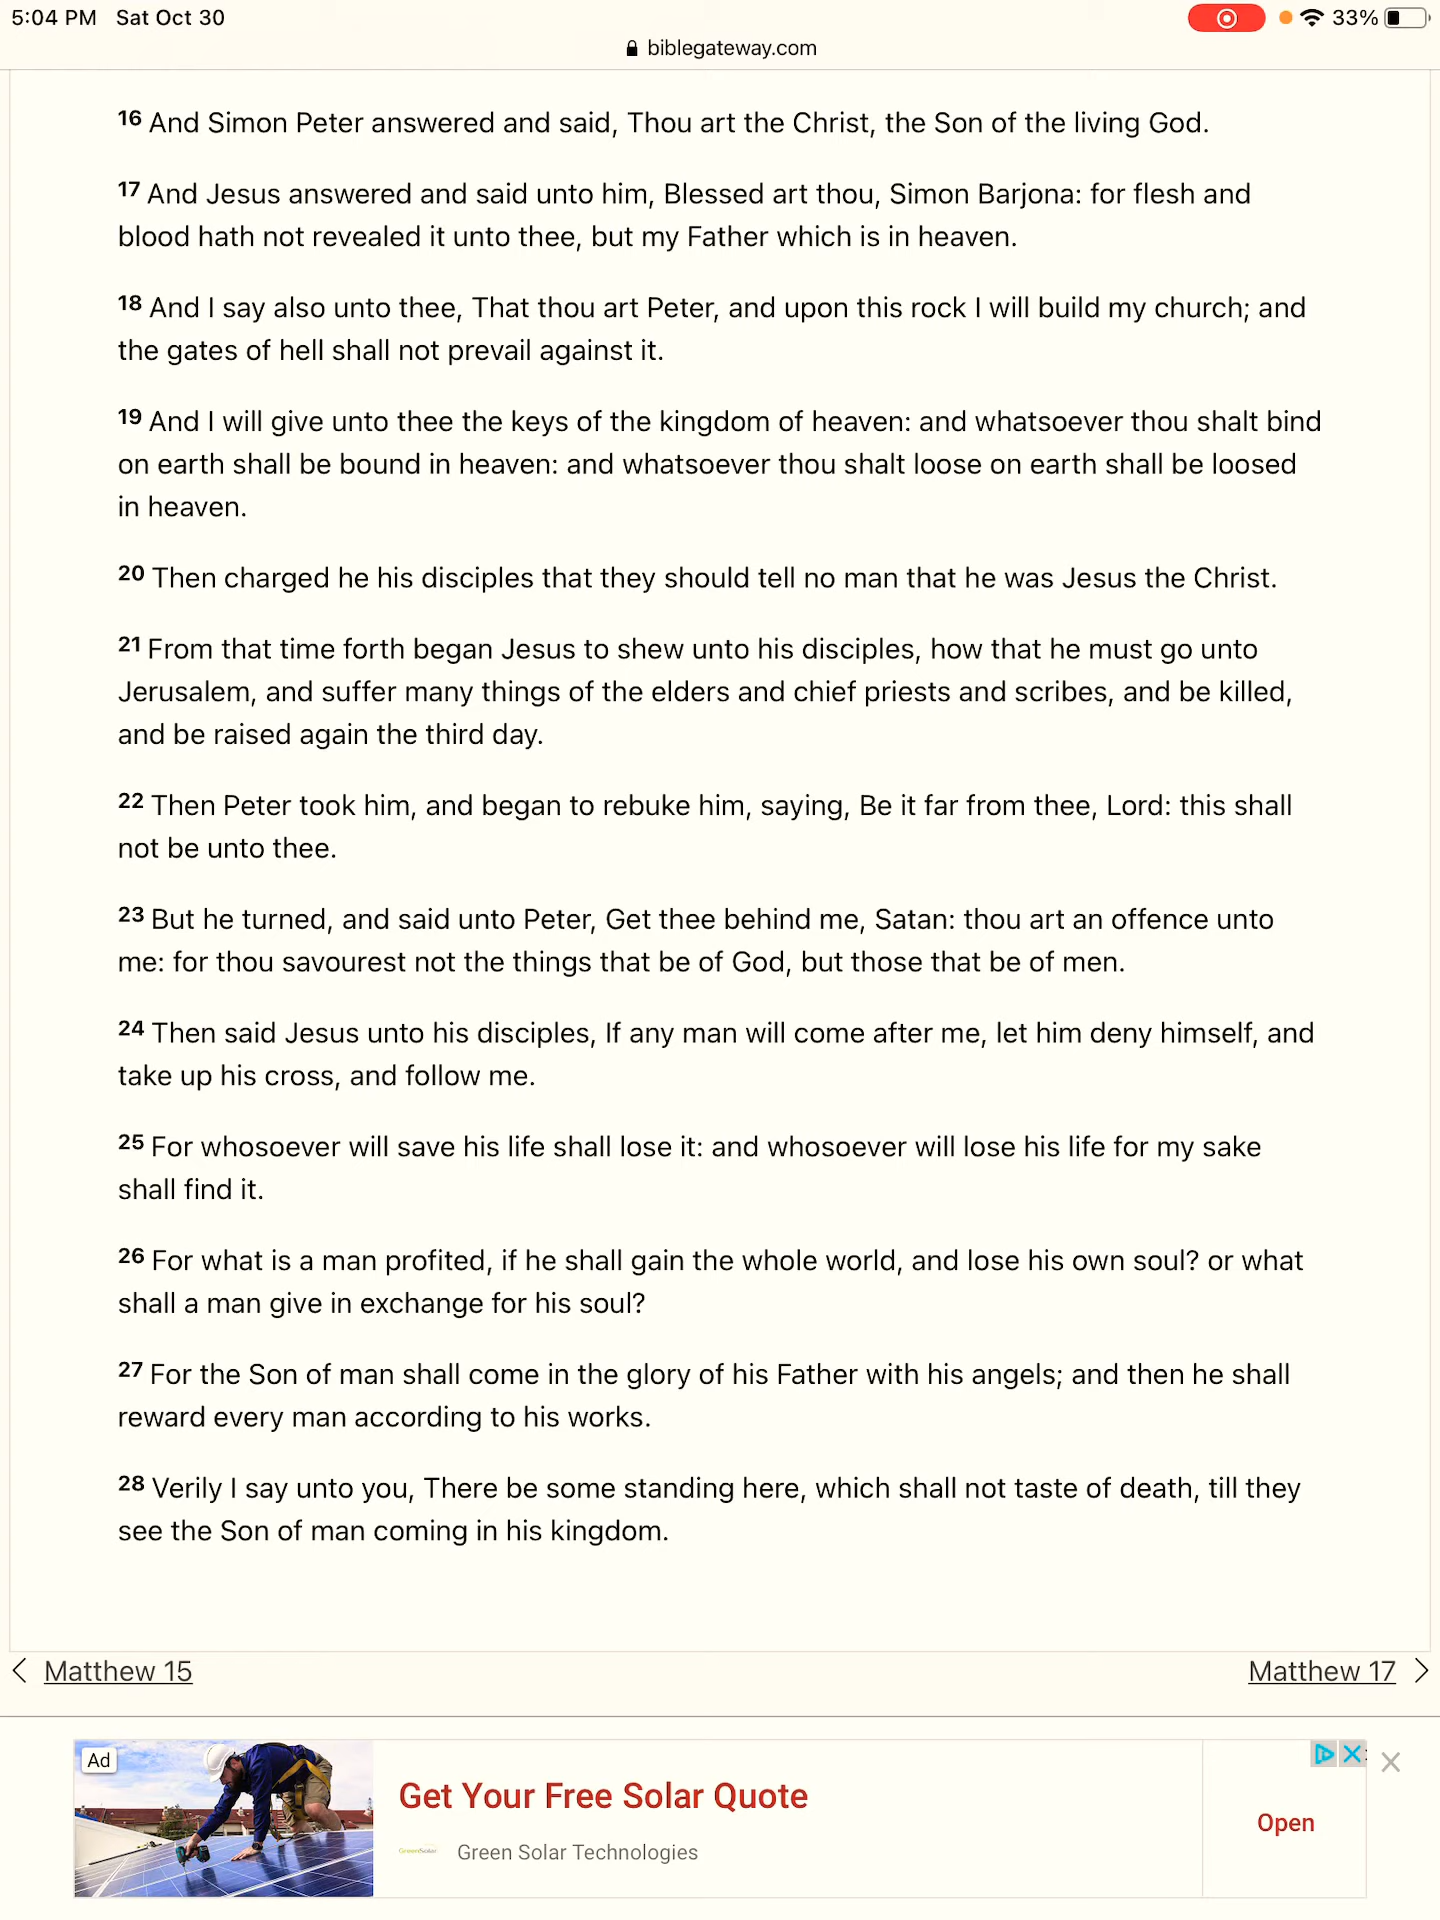 5:04 PM Sat Oct 30
33%
biblegateway.com
16 And Simon Peter answered and said, Thou art the Christ, the Son of the living God.
17 And Jesus answered and said unto him, Blessed art thou, Simon Barjona: for flesh and
blood hath not revealed it unto thee, but my Father which is in heaven.
18 And I say also unto thee, That thou art Peter, and upon this rock I will build my church; and
the gates of hell shall not prevail against it.
19 And I will give unto thee the keys of the kingdom of heaven: and whatsoever thou shalt bind
on earth shall be bound in heaven: and whatsoever thou shalt loose on earth shall be loosed
in heaven.
20 Then charged he his disciples that they should tell no man that he was Jesus the Christ.
21 From that time forth began Jesus to shew unto his disciples, how that he must go unto
Jerusalem, and suffer many things of the elders and chief priests and scribes, and be killed,
and be raised again the third day.
22 Then Peter took him, and began to rebuke him, saying, Be it far from thee, Lord: this shall
not be unto thee.
23 But he turned, and said unto Peter, Get thee behind me, Satan: thou art an offence unto
me: for thou savourest not the things that be of God, but those that be of men.
24 Then said Jesus unto his disciples, If any man will come after me, let him deny himself, and
take up his cross, and follow me.
25 For whosoever will save his life shall lose it: and whosoever will lose his life for my sake
shall find it.
26 For what is a man profited, if he shall gain the whole world, and lose his own soul? or what
shall a man give in exchange for his soul?
27 For the Son of man shall come in the glory of his Father with his angels; and then he shall
reward every man according to his works.
28 Verily I say unto you, There be some standing here, which shall not taste of death, till they
see the Son of man coming in his kingdom.
Matthew 15
Matthew 17
Ad
Get Your Free Solar Quote
GreenSolar
Green Solar Technologies
Open